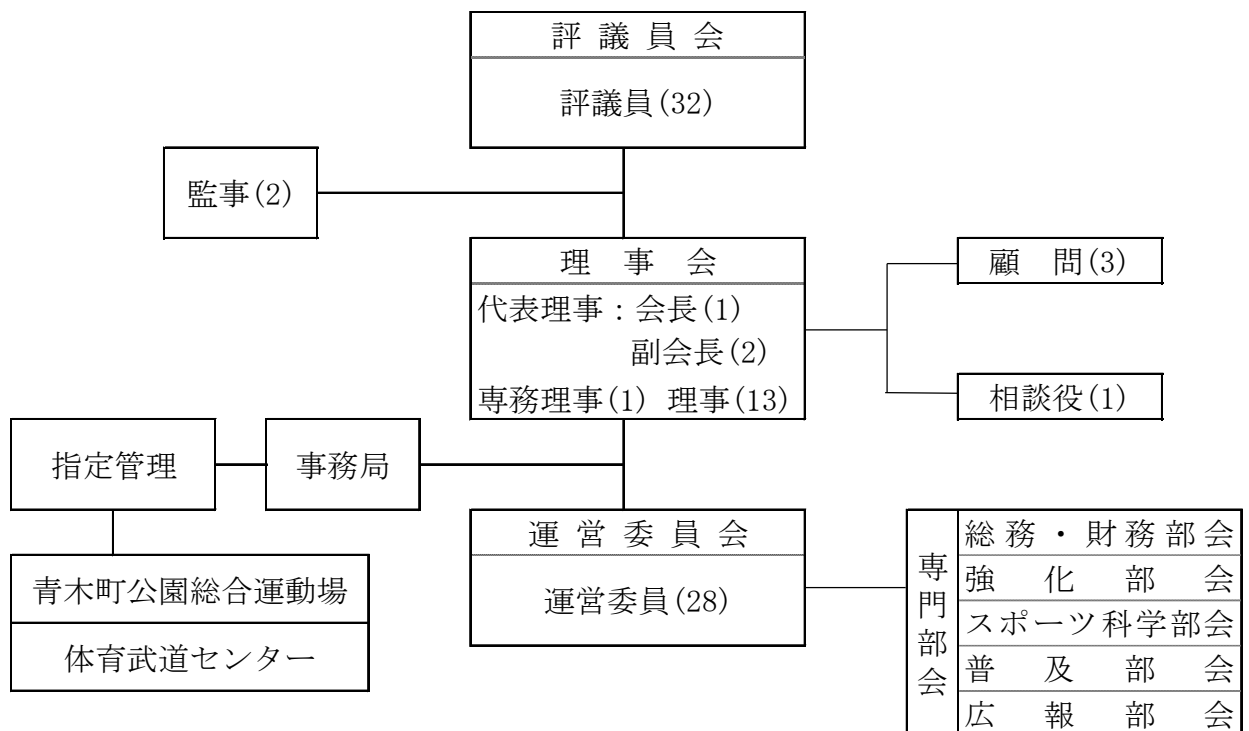 評議員会
評議員(32)
監事(2)
理事会
代表理事：会長(1)
副会長(2)
専務理事(1) 理事(13)
顧問(3)
相談役(1)
指定管理
事務局
青木町公園総合運動場
体育武道センター
運営委員会
運営委員(28)
専門部会
総務・財務部会
強化部会
スポーツ科学部会
普及部会
広報部会